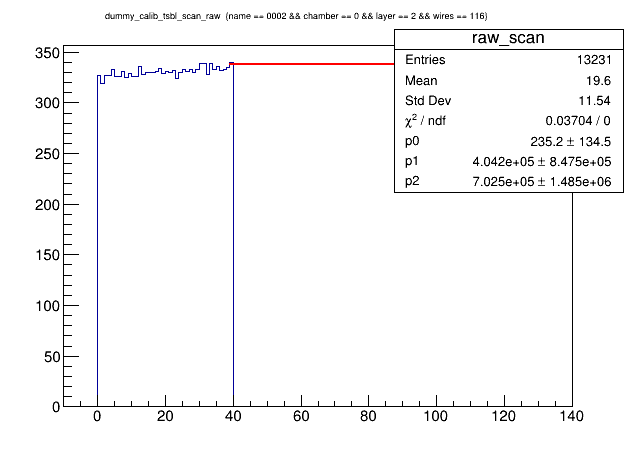 dummy_calib_tsbl_scan_raw (name == 0002 && chamber == 0 && layer == 2 && wires == 116)
raw_scan
Entries 13231
Mean 19.6
Std Dev 11.54
χ² / ndf 0.03704 / 0
p0 235.2 ± 134.5
p1 4.042e+05 ± 8.475e+05
p2 7.025e+05 ± 1.485e+06
350
300
250
200
150
100
50
0
0 20 40 60 80 100 120 140